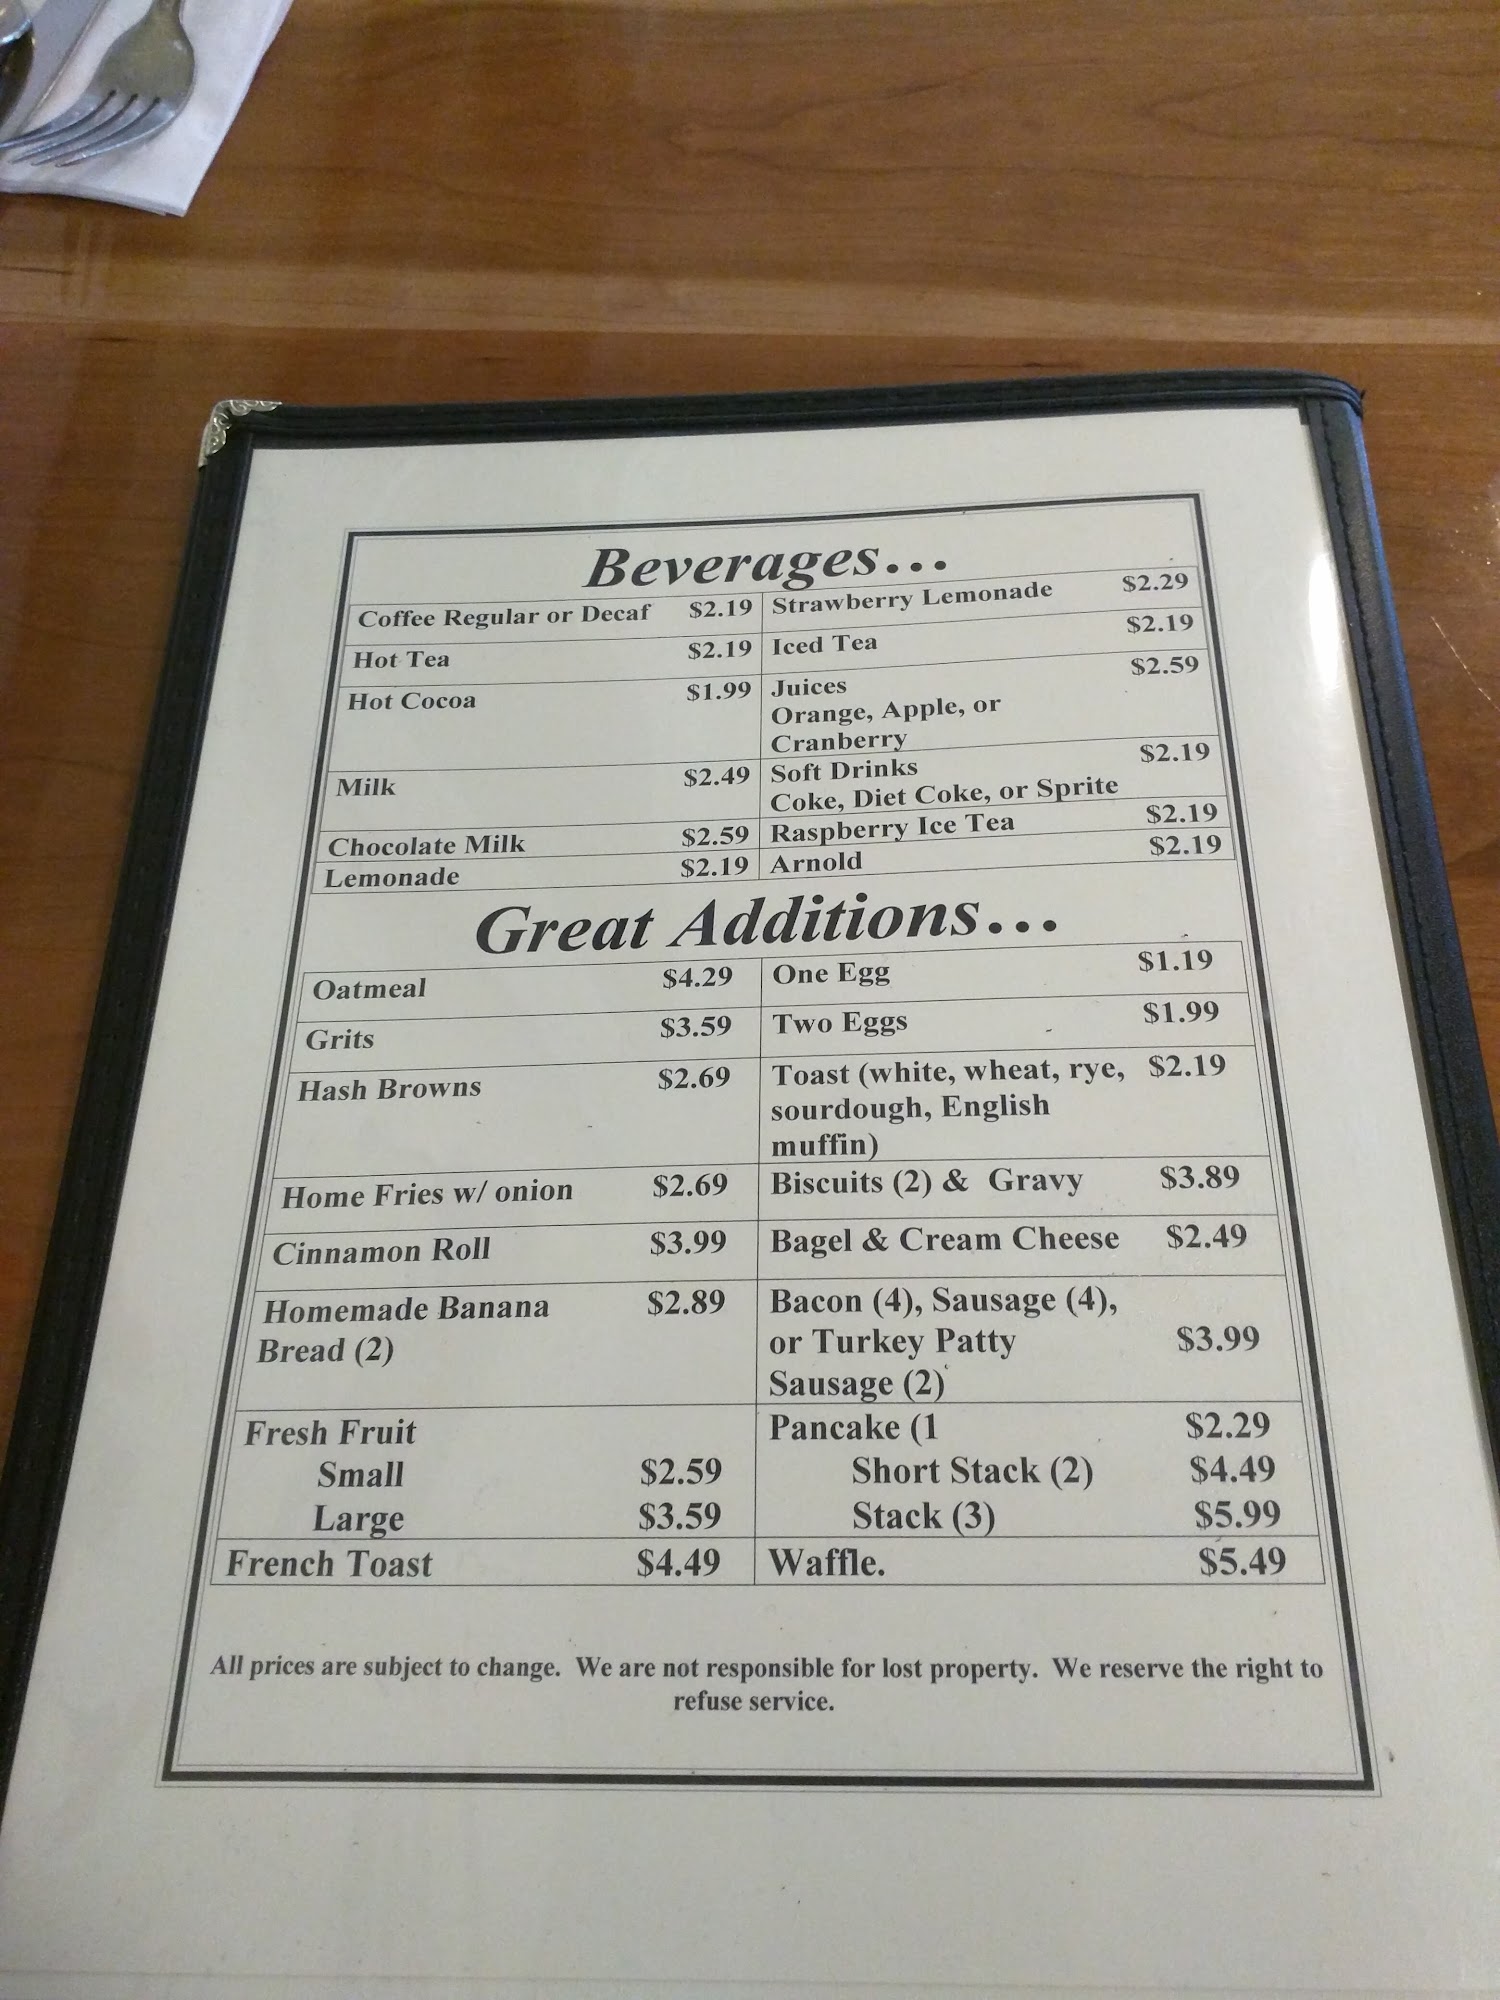 Beverages...
Coffee Regular or Decaf $2.19 Strawberry Lemonade $2.29
Hot Tea $2.19 Iced Tea $2.19
Hot Cocoa $1.99 Juices $2.59
Orange, Apple, or
Cranberry
Milk $2.49 Soft Drinks $2.19
Coke, Diet Coke, or Sprite
Chocolate Milk $2.59 Raspberry Ice Tea $2.19
Lemonade $2.19 Arnold $2.19
Great Additions...
Oatmeal $4.29 One Egg $1.19
Grits $3.59 Two Eggs $1.99
Hash Browns $2.69 Toast (white, wheat, rye, $2.19
sourdough, English
muffin)
Home Fries w/ onion $2.69 Biscuits (2) & Gravy $3.89
Cinnamon Roll $3.99 Bagel & Cream Cheese $2.49
Homemade Banana $2.89 Bacon (4), Sausage (4),
Bread (2) or Turkey Patty $3.99
Sausage (2)
Fresh Fruit Pancake (1 $2.29
Small $2.59 Short Stack (2) $4.49
Large $3.59 Stack (3) $5.99
French Toast $4.49 Waffle. $5.49
All prices are subject to change. We are not responsible for lost property. We reserve the right to
refuse service.